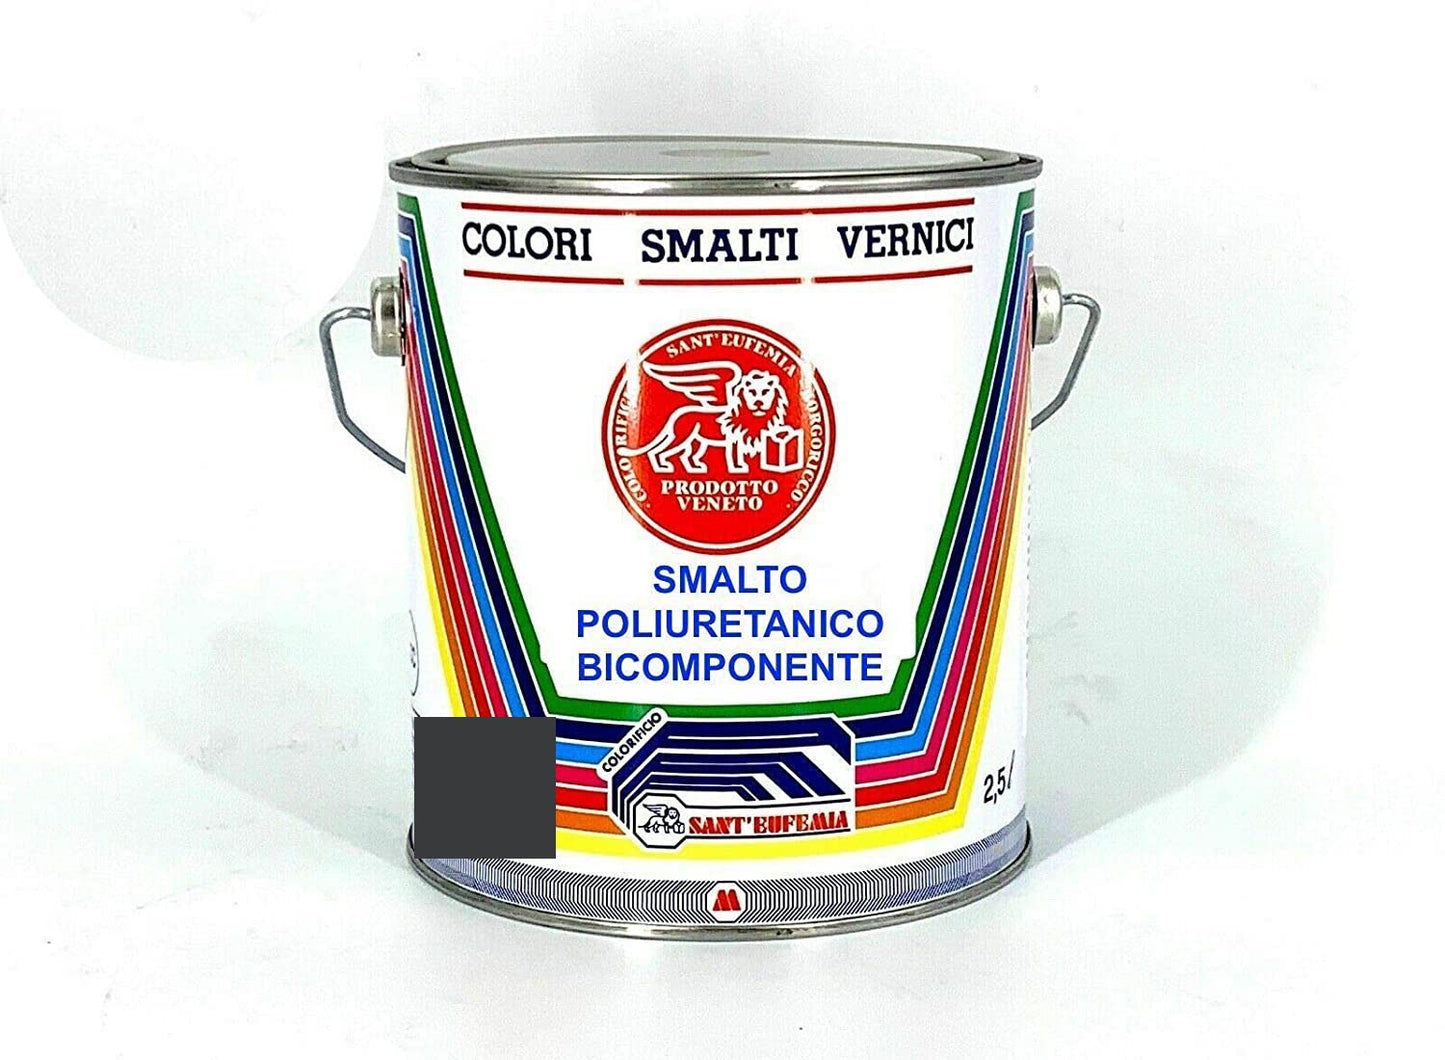 COLORI SMALTI VERNICI
SANT'EUFEMIA
COLORIFICIO
BORGORICCO
PRODOTTO
VENETO
SMALTO
POLIURETANICO
BICOMPONENTE
COLORIFICIO
SANT'EUFEMIA
2,5 l
M